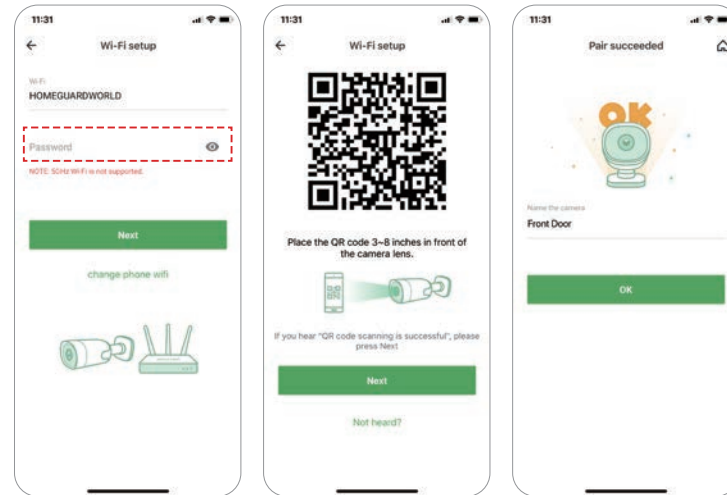 11:31
Wi-Fi setup
Wi-Fi
HOMEGUARDWORLD
Password
NOTE: 5GHz Wi-Fi is not supported.
Next
change phone wifi
11:31
Wi-Fi setup
Place the QR code 3~8 inches in front of
the camera lens.
If you hear "QR code scanning is successful", please
press Next
Next
Not heard?
11:31
Pair succeeded
OK
Name the camera
Front Door
OK